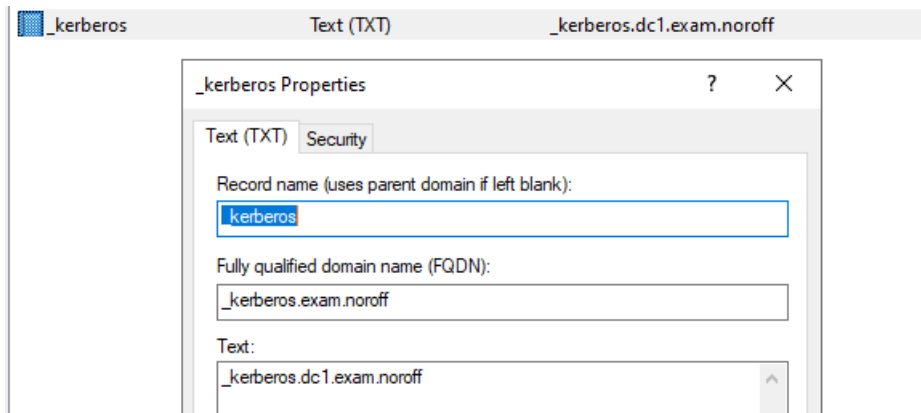 _kerberos Text (TXT) _kerberos.dc1.exam.noroff
_kerberos Properties ? ×
Text (TXT) Security
Record name (uses parent domain if left blank):
_kerberos
Fully qualified domain name (FQDN):
_kerberos.exam.noroff
Text:
_kerberos.dc1.exam.noroff